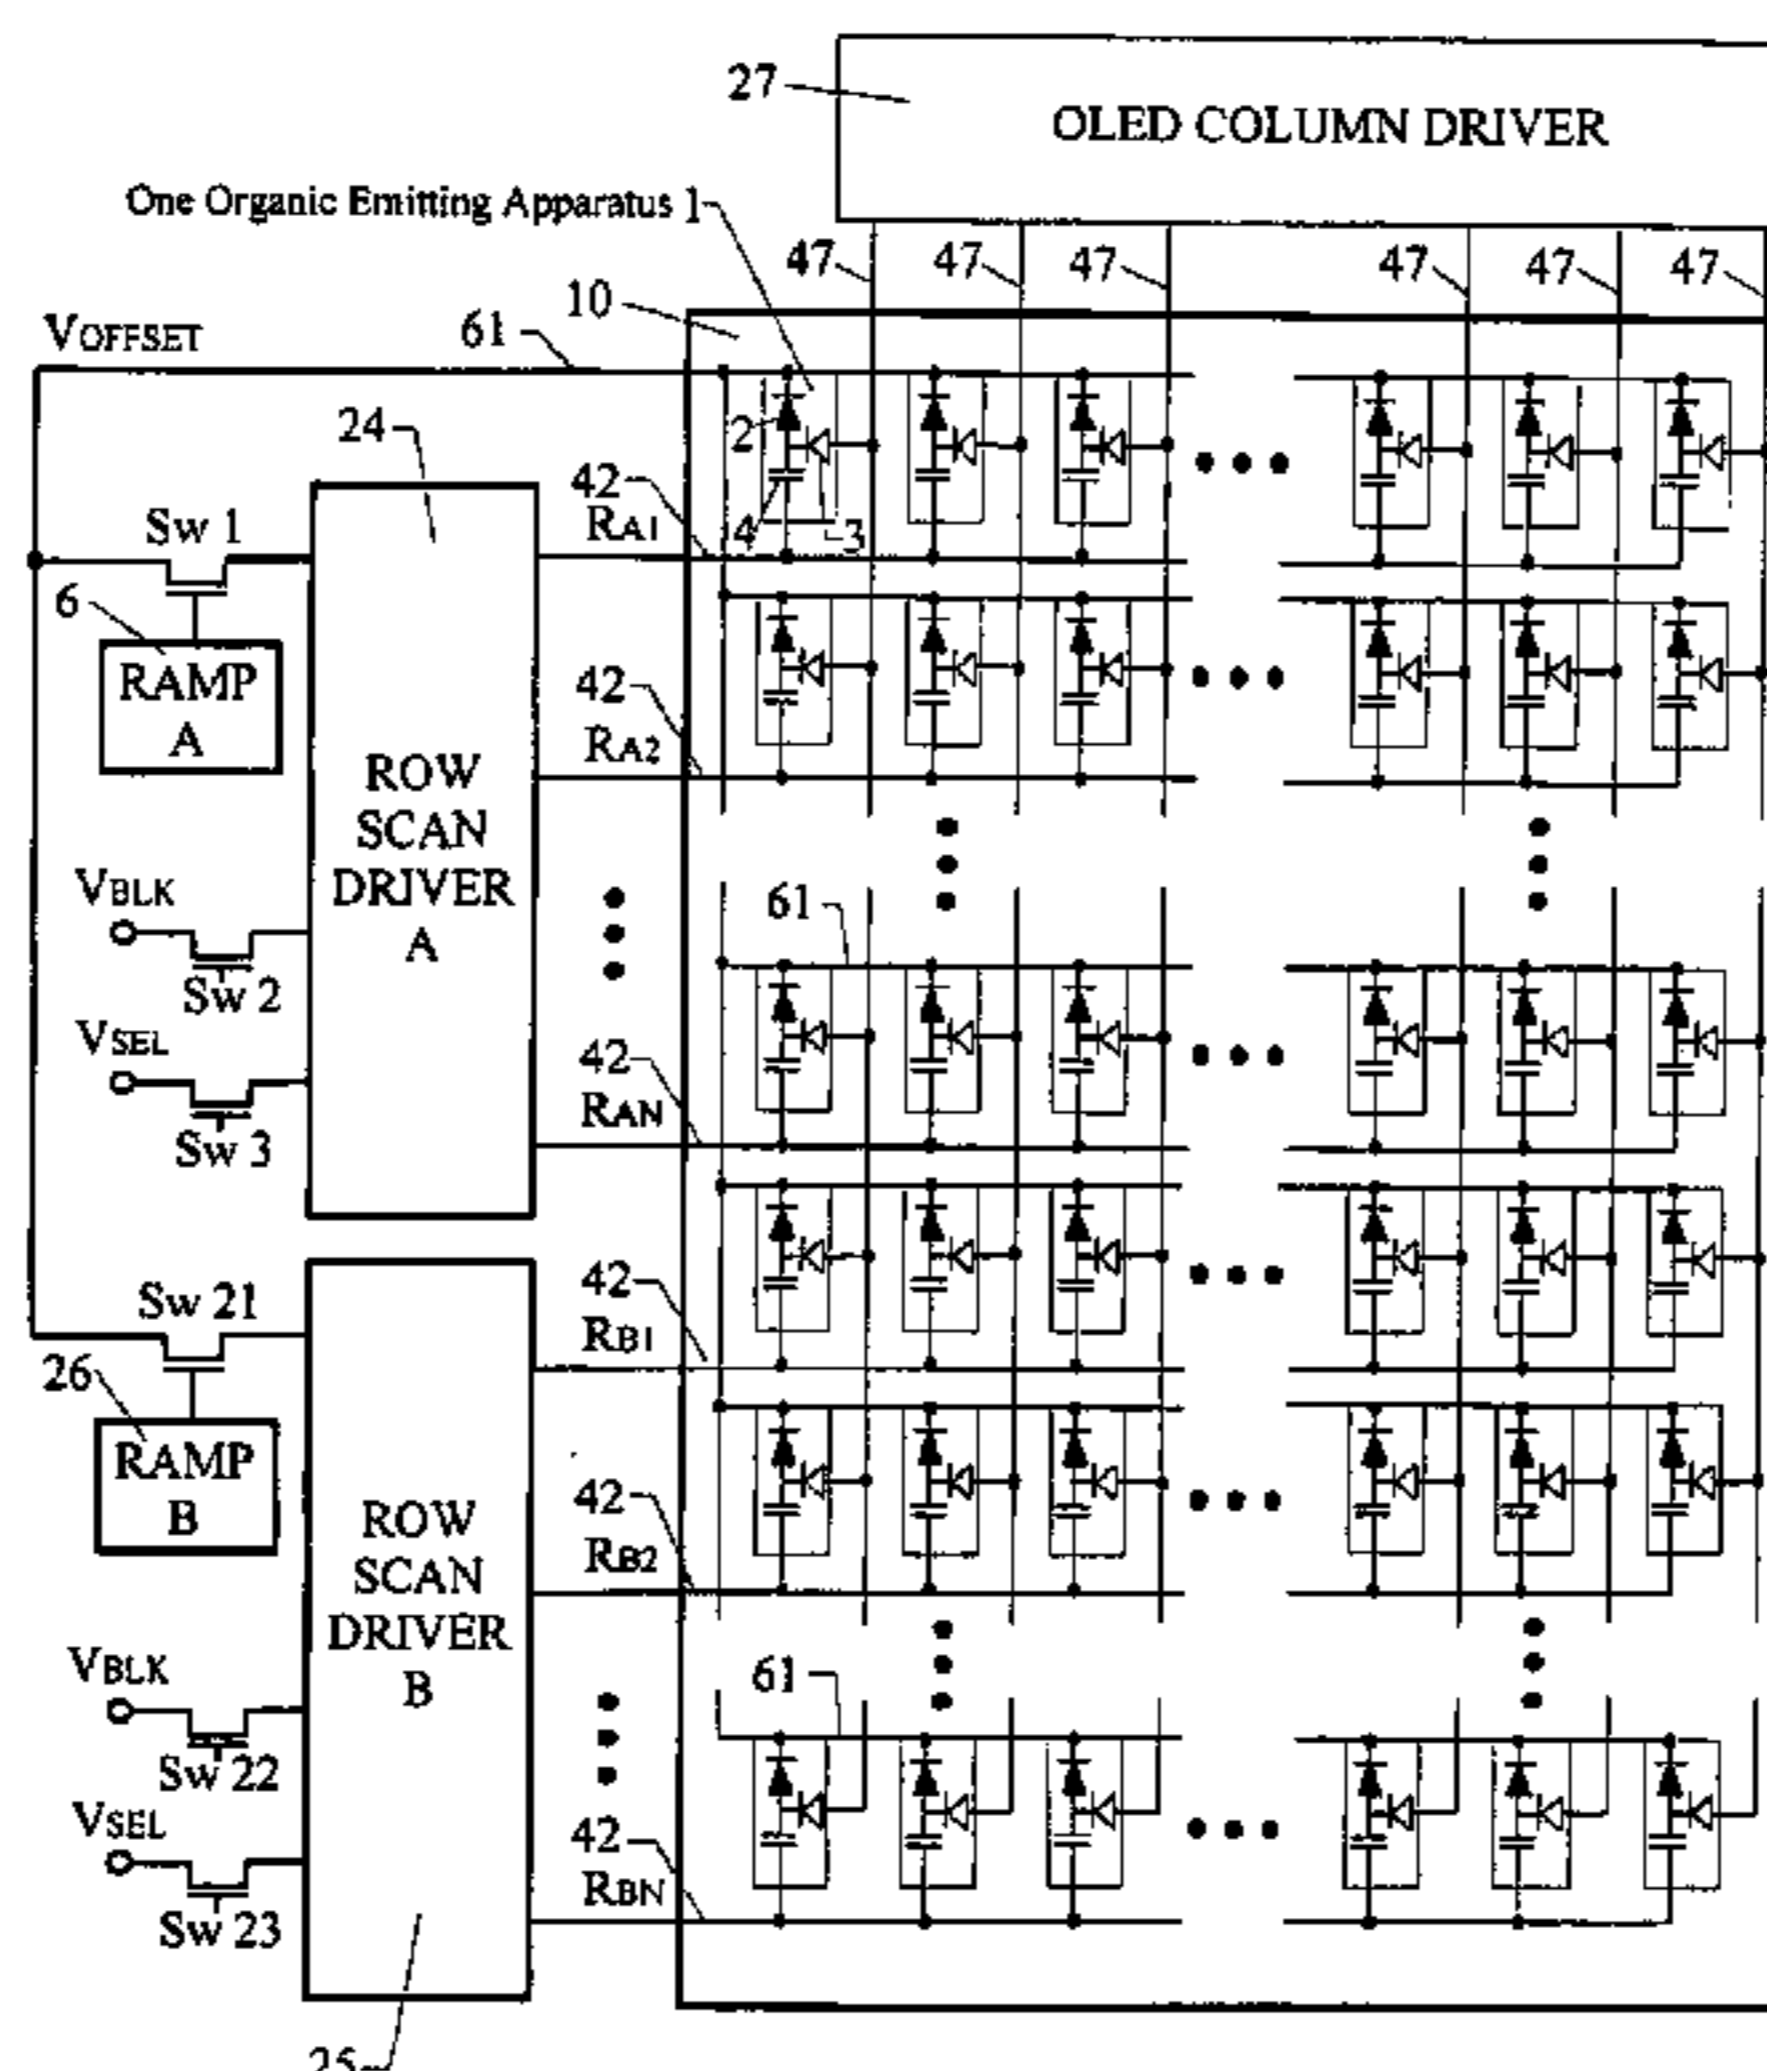 27
OLED COLUMN DRIVER
One Organic Emitting Apparatus 1
47 47 47 47 47 47
10
VOFFSET
61
24
2
42
RA1
4
3
Sw 1
6
RAMP
A
42
RA2
ROW
SCAN
DRIVER
A
VBLK
Sw 2
61
VSEL
Sw 3
42
RAN
Sw 21
42
RB1
26
RAMP
B
42
RB2
ROW
SCAN
DRIVER
B
VBLK
Sw 22
61
VSEL
Sw 23
42
RBN
25